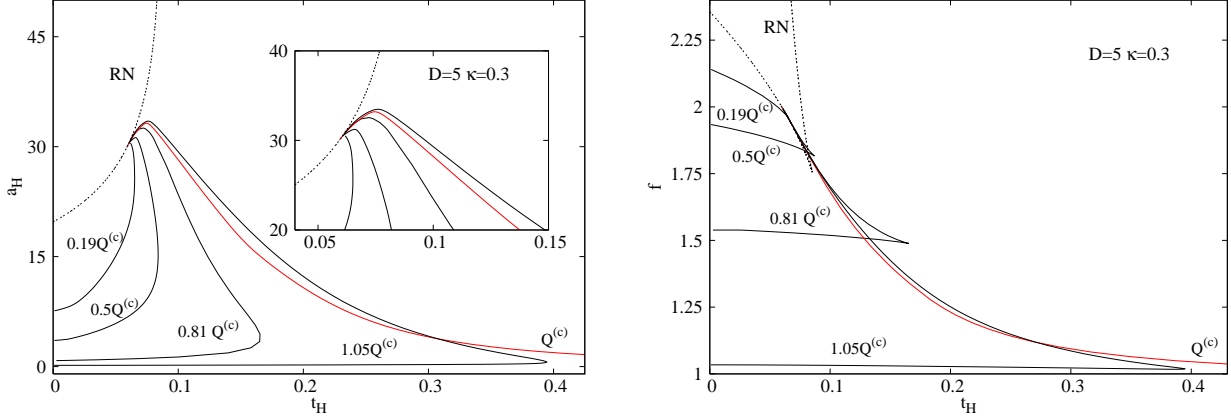 45
30
15
0
a_H
0
0.1
0.2
0.3
0.4
t_H
RN
0.19Q^(c)
0.5Q^(c)
0.81 Q^(c)
1.05Q^(c)
Q^(c)
40
30
20
0.05
0.1
0.15
D=5 κ=0.3
2.25
2
1.75
1.5
1.25
1
f
0
0.1
0.2
0.3
0.4
t_H
RN
D=5 κ=0.3
0.19Q^(c)
0.5Q^(c)
0.81 Q^(c)
1.05Q^(c)
Q^(c)